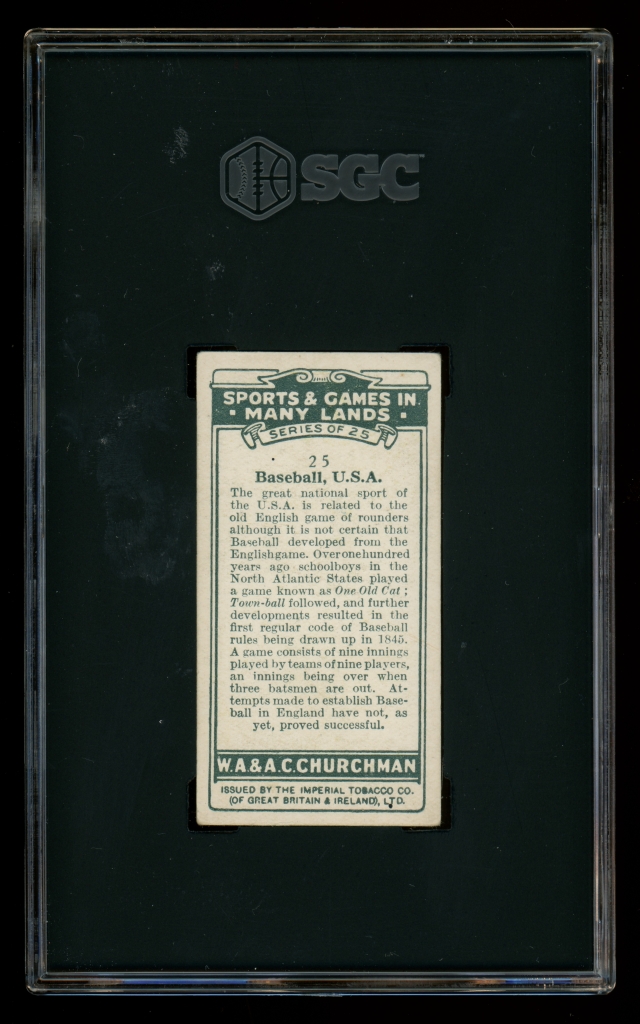 SGC
SPORTS & GAMES IN
· MANY LANDS ·
SERIES OF 25
25
Baseball, U.S.A.
The great national sport of
the U.S.A. is related to the
old English game of rounders
although it is not certain that
Baseball developed from the
English game. Over one hundred
years ago schoolboys in the
North Atlantic States played
a game known as One Old Cat ;
Town-ball followed, and further
developments resulted in the
first regular code of Baseball
rules being drawn up in 1845.
A game consists of nine innings
played by teams of nine players,
an innings being over when
three batsmen are out. At-
tempts made to establish Base-
ball in England have not, as
yet, proved successful.
W.A.& A.C.CHURCHMAN
ISSUED BY THE IMPERIAL TOBACCO CO.
(OF GREAT BRITAIN & IRELAND), LTD.